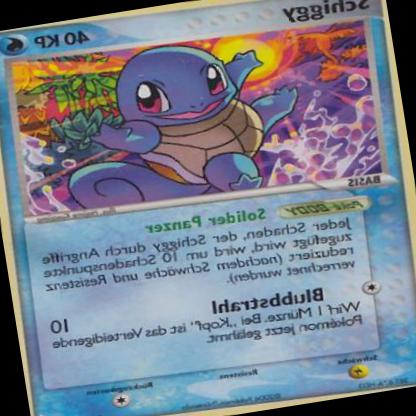 Schiggy
40 KP
BASIS
Poké-BODY Solider Panzer
Jeder Schaden, der Schiggy durch Angriffe
zugefügt wird, wird um 10 Schadenspunkte
reduziert (nachdem Schwäche und Resistenz
verrechnet wurden).
Blubbstrahl 10
Wirf 1 Münze. Bei „Kopf“ ist das Verteidigende
Pokémon jetzt gelähmt.
Schwäche Resistenz Rückzugskosten